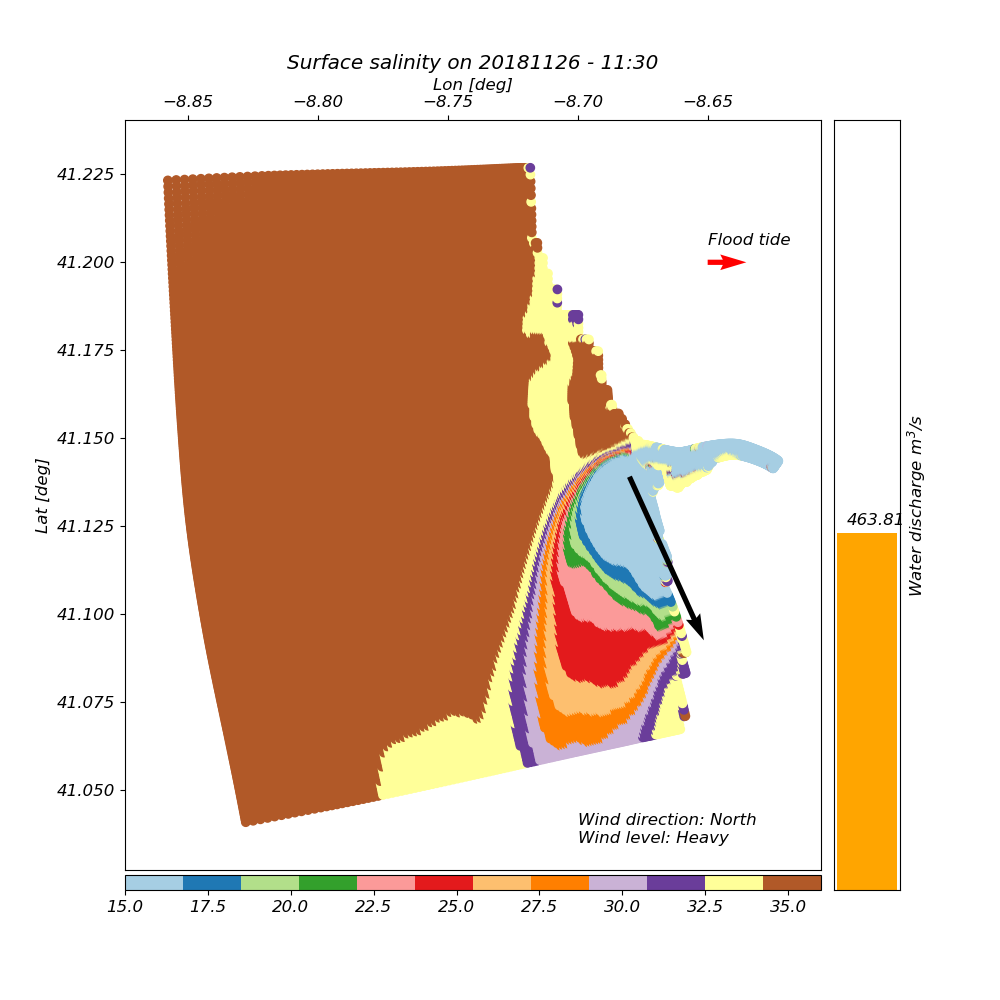 Surface salinity on 20181126 - 11:30
Lon [deg]
−8.85 −8.80 −8.75 −8.70 −8.65
41.225
41.200
41.175
41.150
41.125
41.100
41.075
41.050
Lat [deg]
Flood tide
Wind direction: North
Wind level: Heavy
463.81
Water discharge m³/s
15.0 17.5 20.0 22.5 25.0 27.5 30.0 32.5 35.0